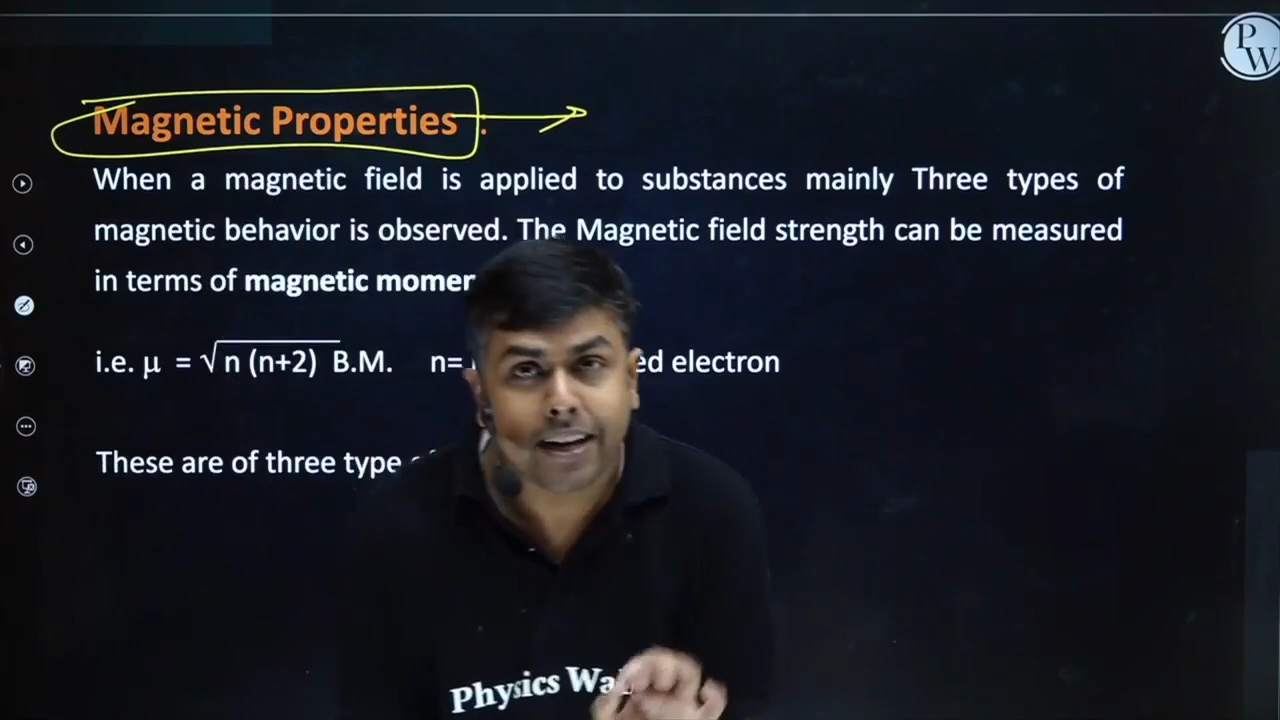 P
W
Magnetic Properties :
When a magnetic field is applied to substances mainly Three types of
magnetic behavior is observed. The Magnetic field strength can be measured
in terms of magnetic
i.e. μ = √n (n+2) B.M. n= electron
These are of three type
Physics